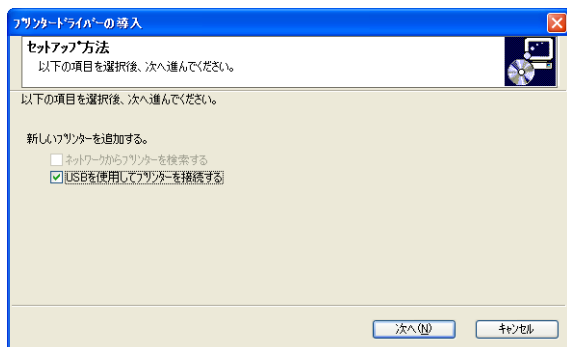 プリンタードライバーの導入
セットアップ方法
以下の項目を選択後、次へ進んでください。
以下の項目を選択後、次へ進んでください。
新しいプリンターを追加する。
ネットワークからプリンターを検索する
USBを使用してプリンターを接続する
次へ(N)
キャンセル